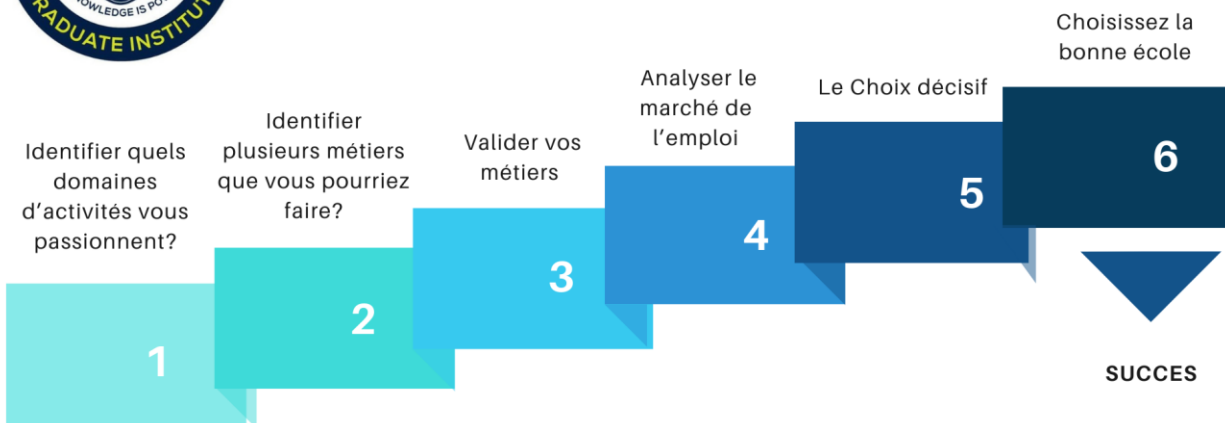 KNOWLEDGE IS
GRADUATE INSTITUT
Identifier quels
domaines
d'activités vous
passionnent?
1
Identifier
plusieurs métiers
que vous pourriez
faire?
2
Valider vos
métiers
3
Analyser le
marché de
l'emploi
4
Le Choix décisif
5
Choisissez la
bonne école
6
SUCCES